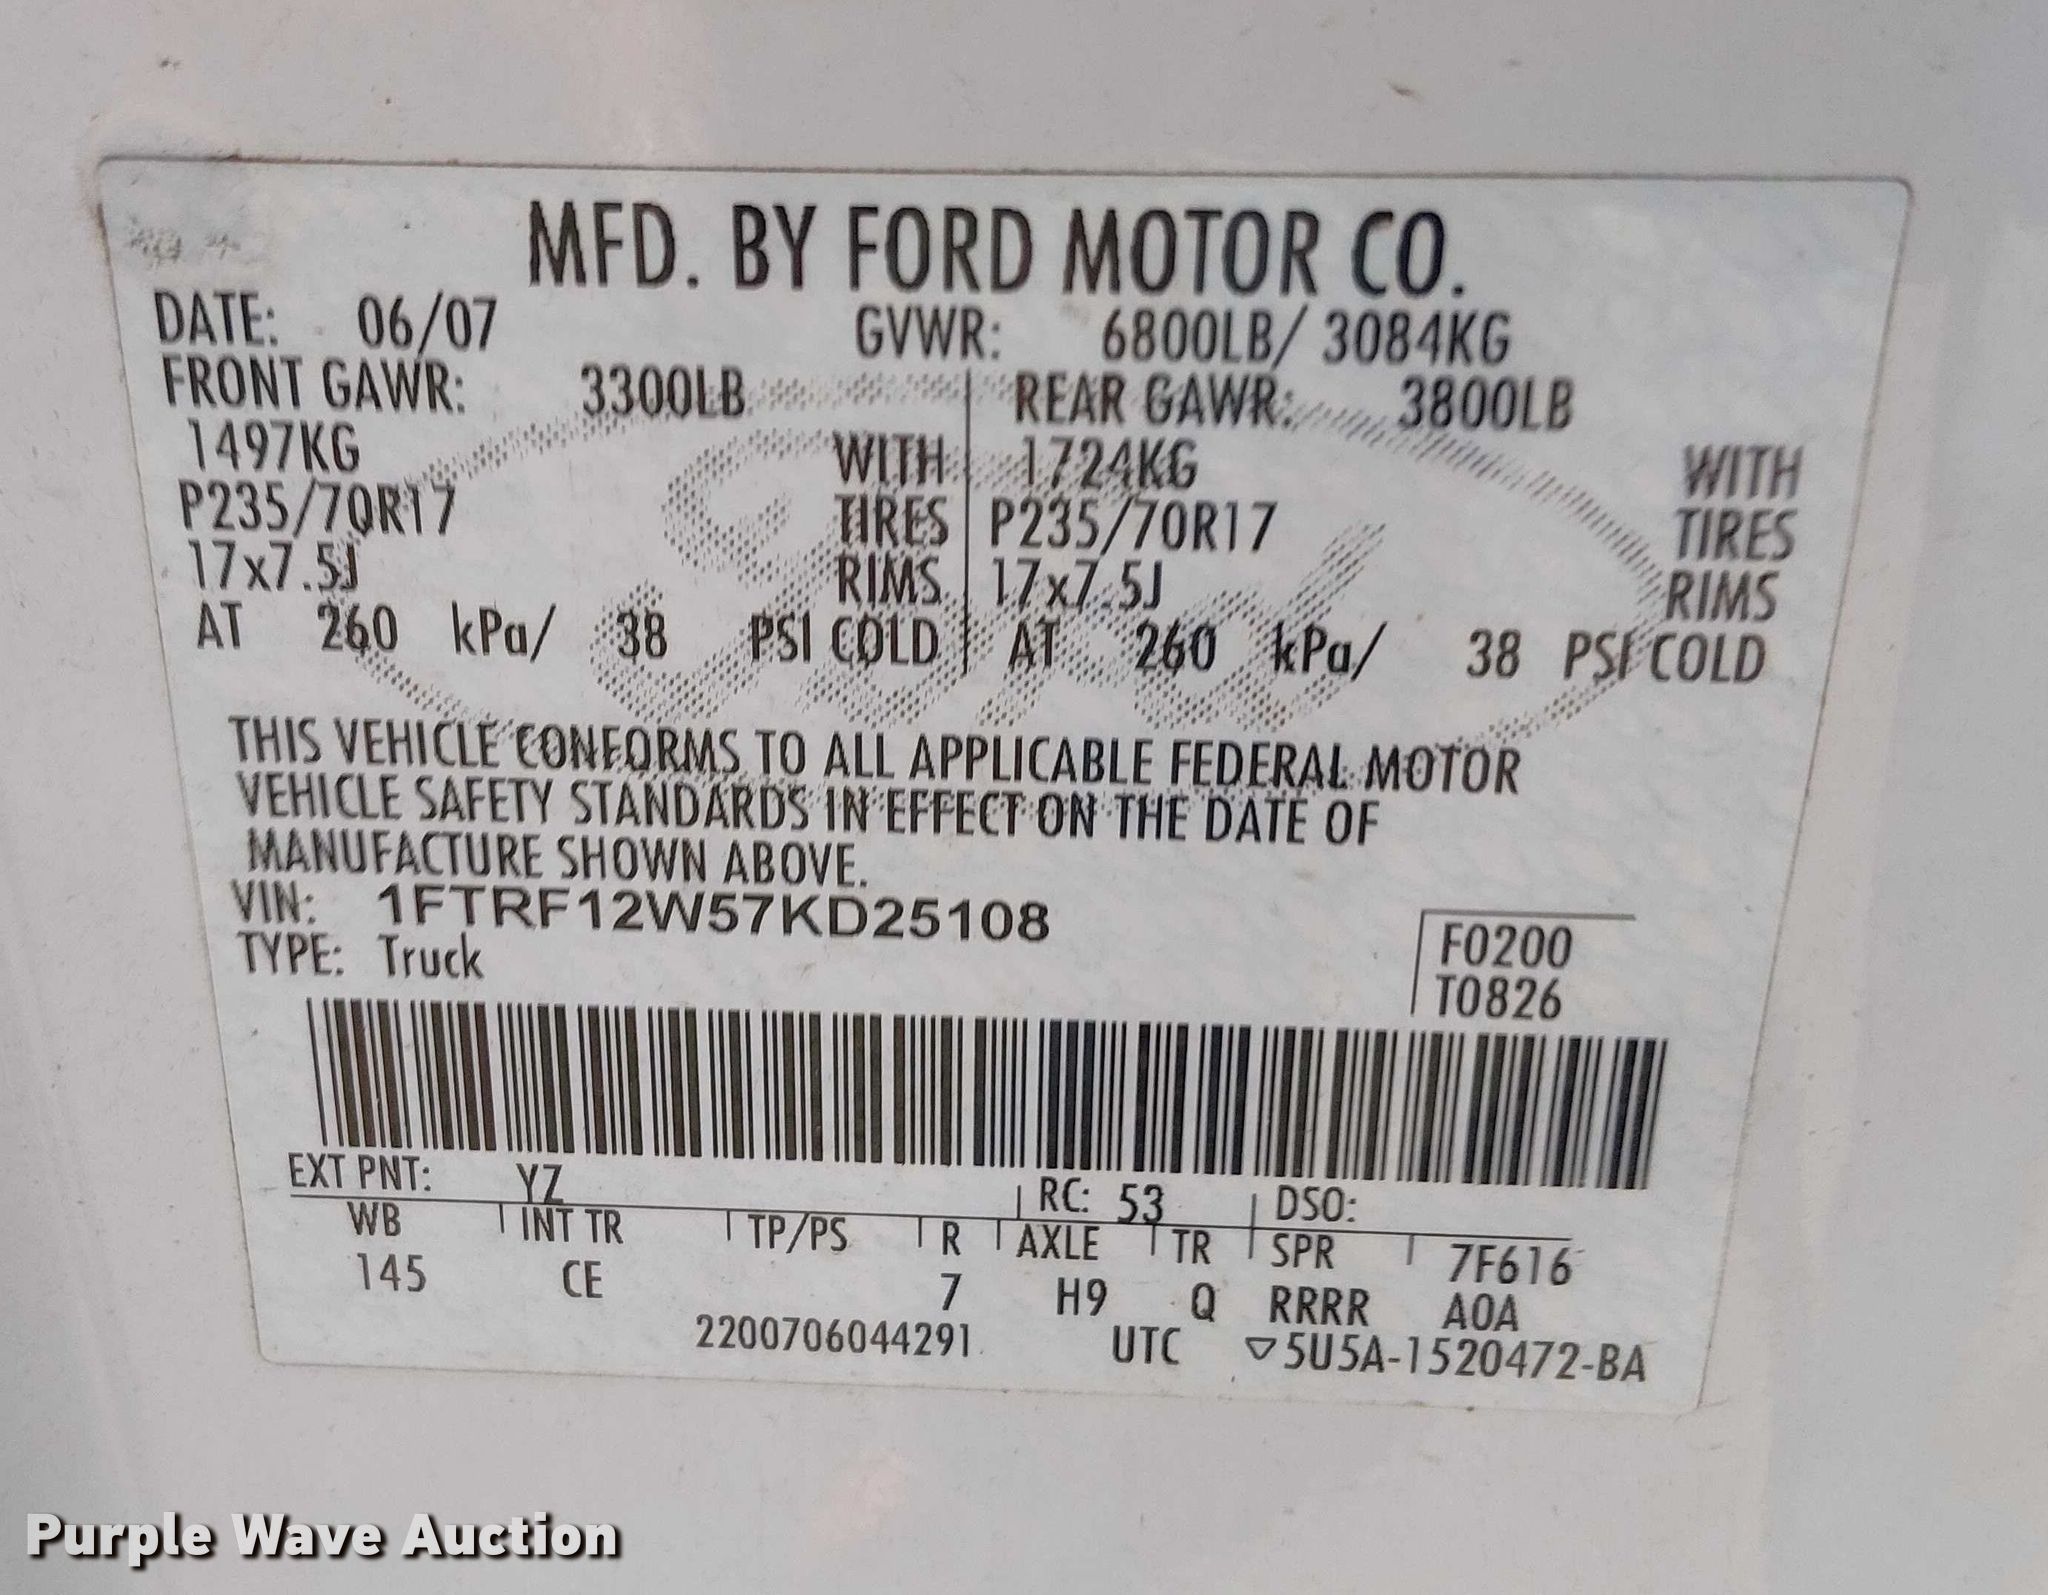 MFD. BY FORD MOTOR CO.
DATE: 06/07 GVWR: 6800LB/ 3084KG
FRONT GAWR: 3300LB REAR GAWR: 3800LB
1497KG WITH 1724KG WITH
P235/70R17 TIRES P235/70R17 TIRES
17x7.5J RIMS 17x7.5J RIMS
AT 260 kPa/ 38 PSI COLD AT 260 kPa/ 38 PSI COLD
THIS VEHICLE CONFORMS TO ALL APPLICABLE FEDERAL MOTOR
VEHICLE SAFETY STANDARDS IN EFFECT ON THE DATE OF
MANUFACTURE SHOWN ABOVE.
VIN: 1FTRF12W57KD25108
TYPE: Truck
F0200
T0826
EXT PNT: YZ RC: 53 DSO:
WB INT TR TP/PS R AXLE TR SPR 7F616
145 CE 7 H9 Q RRRR A0A
2200706044291 UTC ▽5U5A-1520472-BA
Ford
Purple Wave Auction